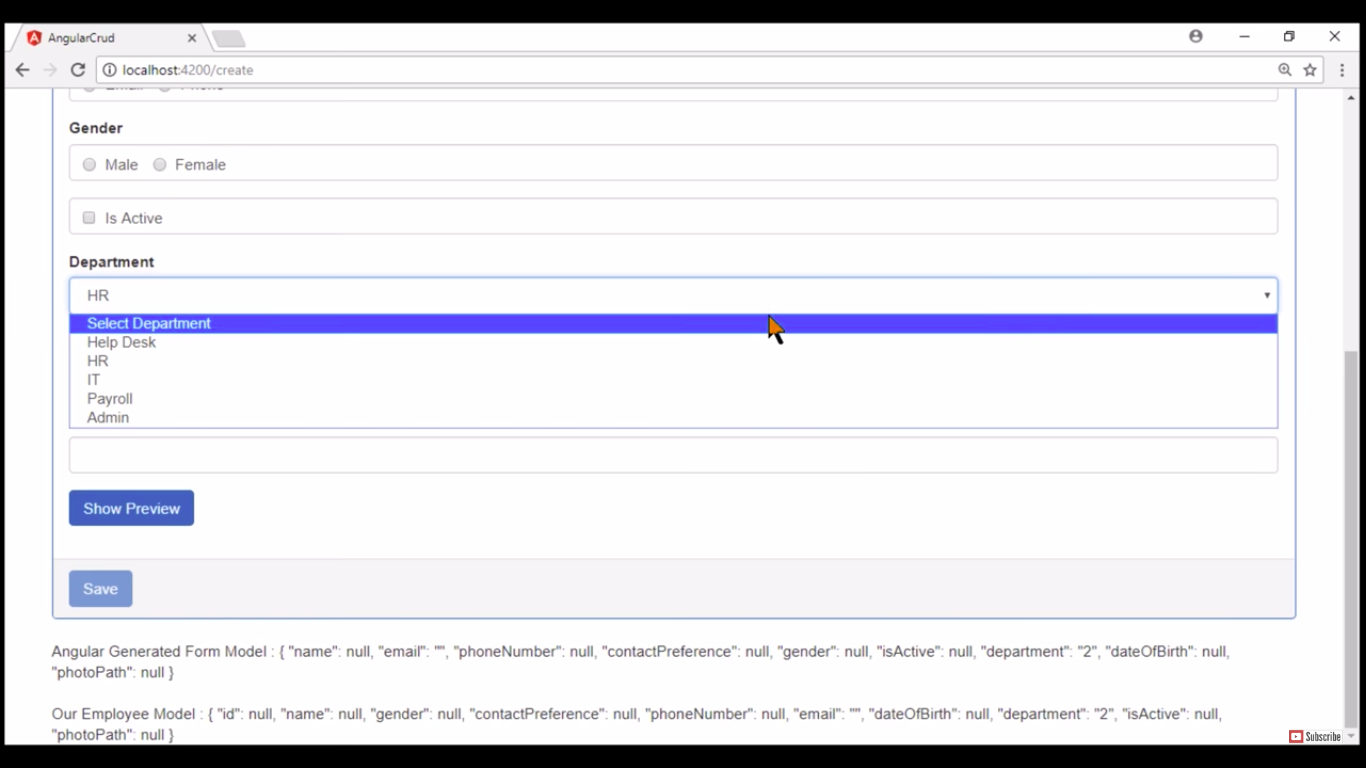 AngularCrud
localhost:4200/create
Email Phone
Gender
Male Female
Is Active
Department
HR
Select Department
Help Desk
HR
IT
Payroll
Admin
Show Preview
Save
Angular Generated Form Model : { "name": null, "email": "", "phoneNumber": null, "contactPreference": null, "gender": null, "isActive": null, "department": "2", "dateOfBirth": null,
"photoPath": null }
Our Employee Model : { "id": null, "name": null, "gender": null, "contactPreference": null, "phoneNumber": null, "email": "", "dateOfBirth": null, "department": "2", "isActive": null,
"photoPath": null }
Subscribe